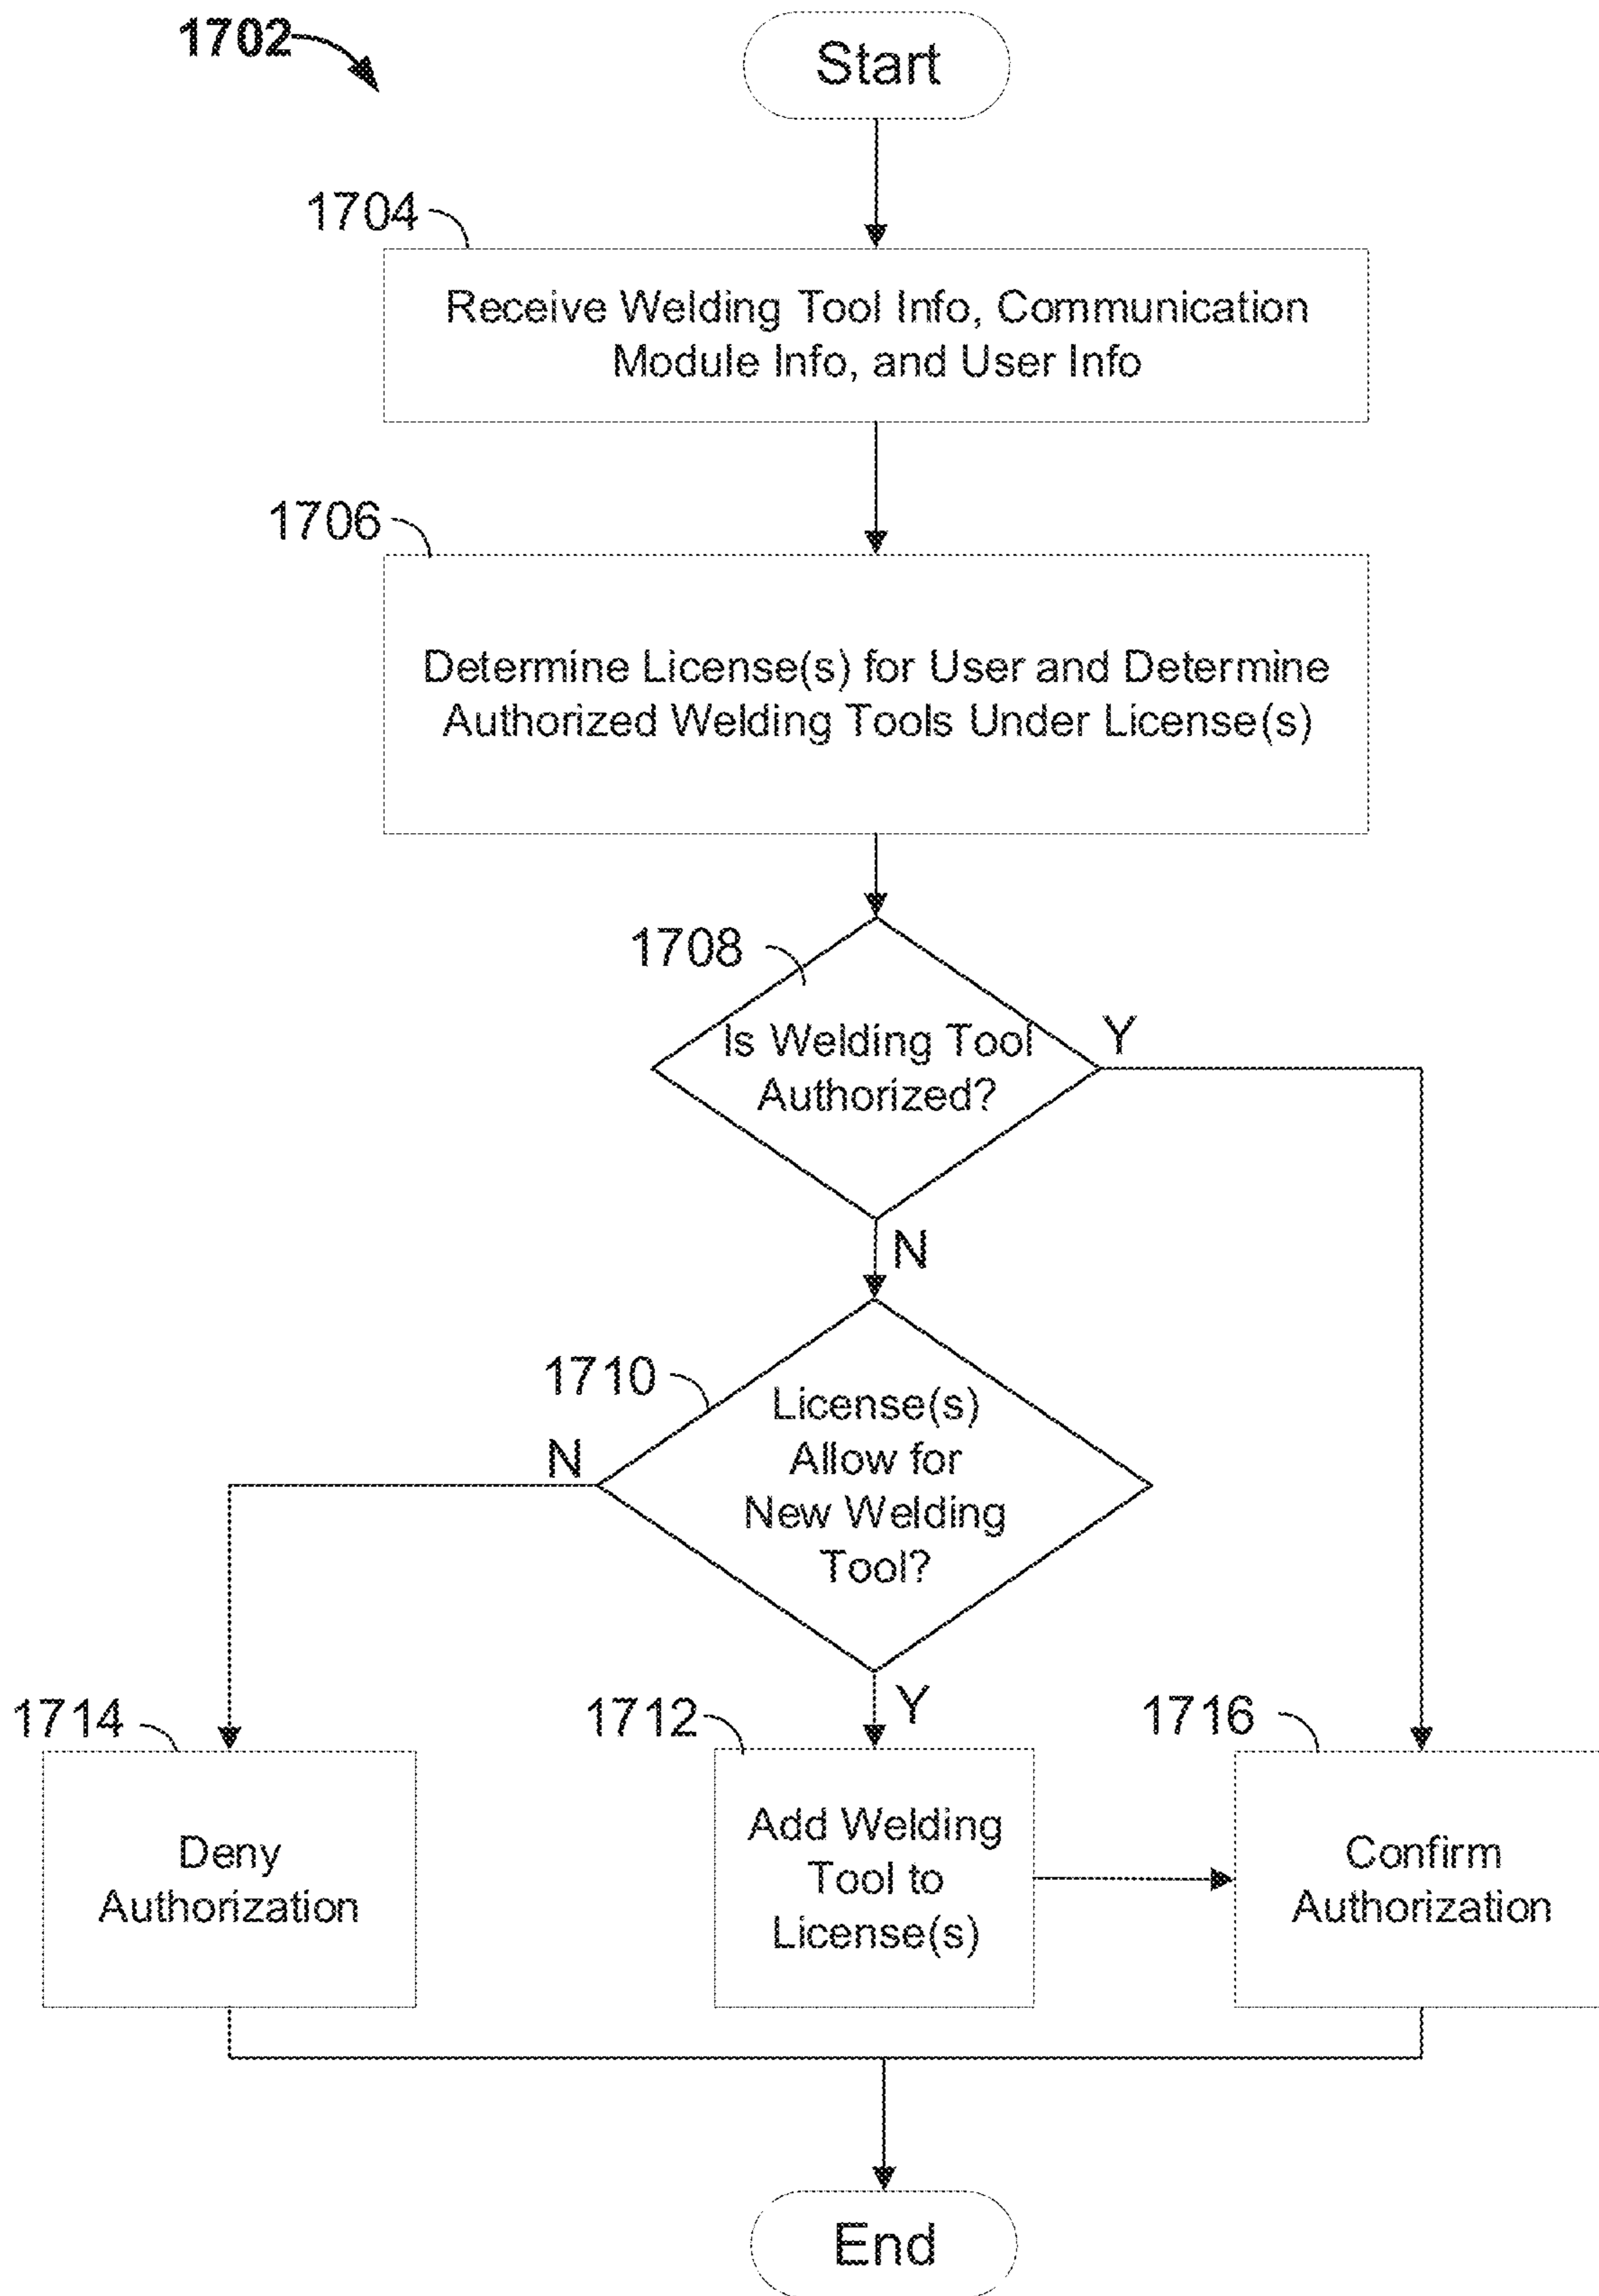 1702
Start
1704
Receive Welding Tool Info, Communication
Module Info, and User Info
1706
Determine License(s) for User and Determine
Authorized Welding Tools Under License(s)
1708
Is Welding Tool
Authorized?
Y
N
1710
License(s)
Allow for
New Welding
Tool?
N
Y
1714
Deny
Authorization
1712
Add Welding
Tool to
License(s)
1716
Confirm
Authorization
End